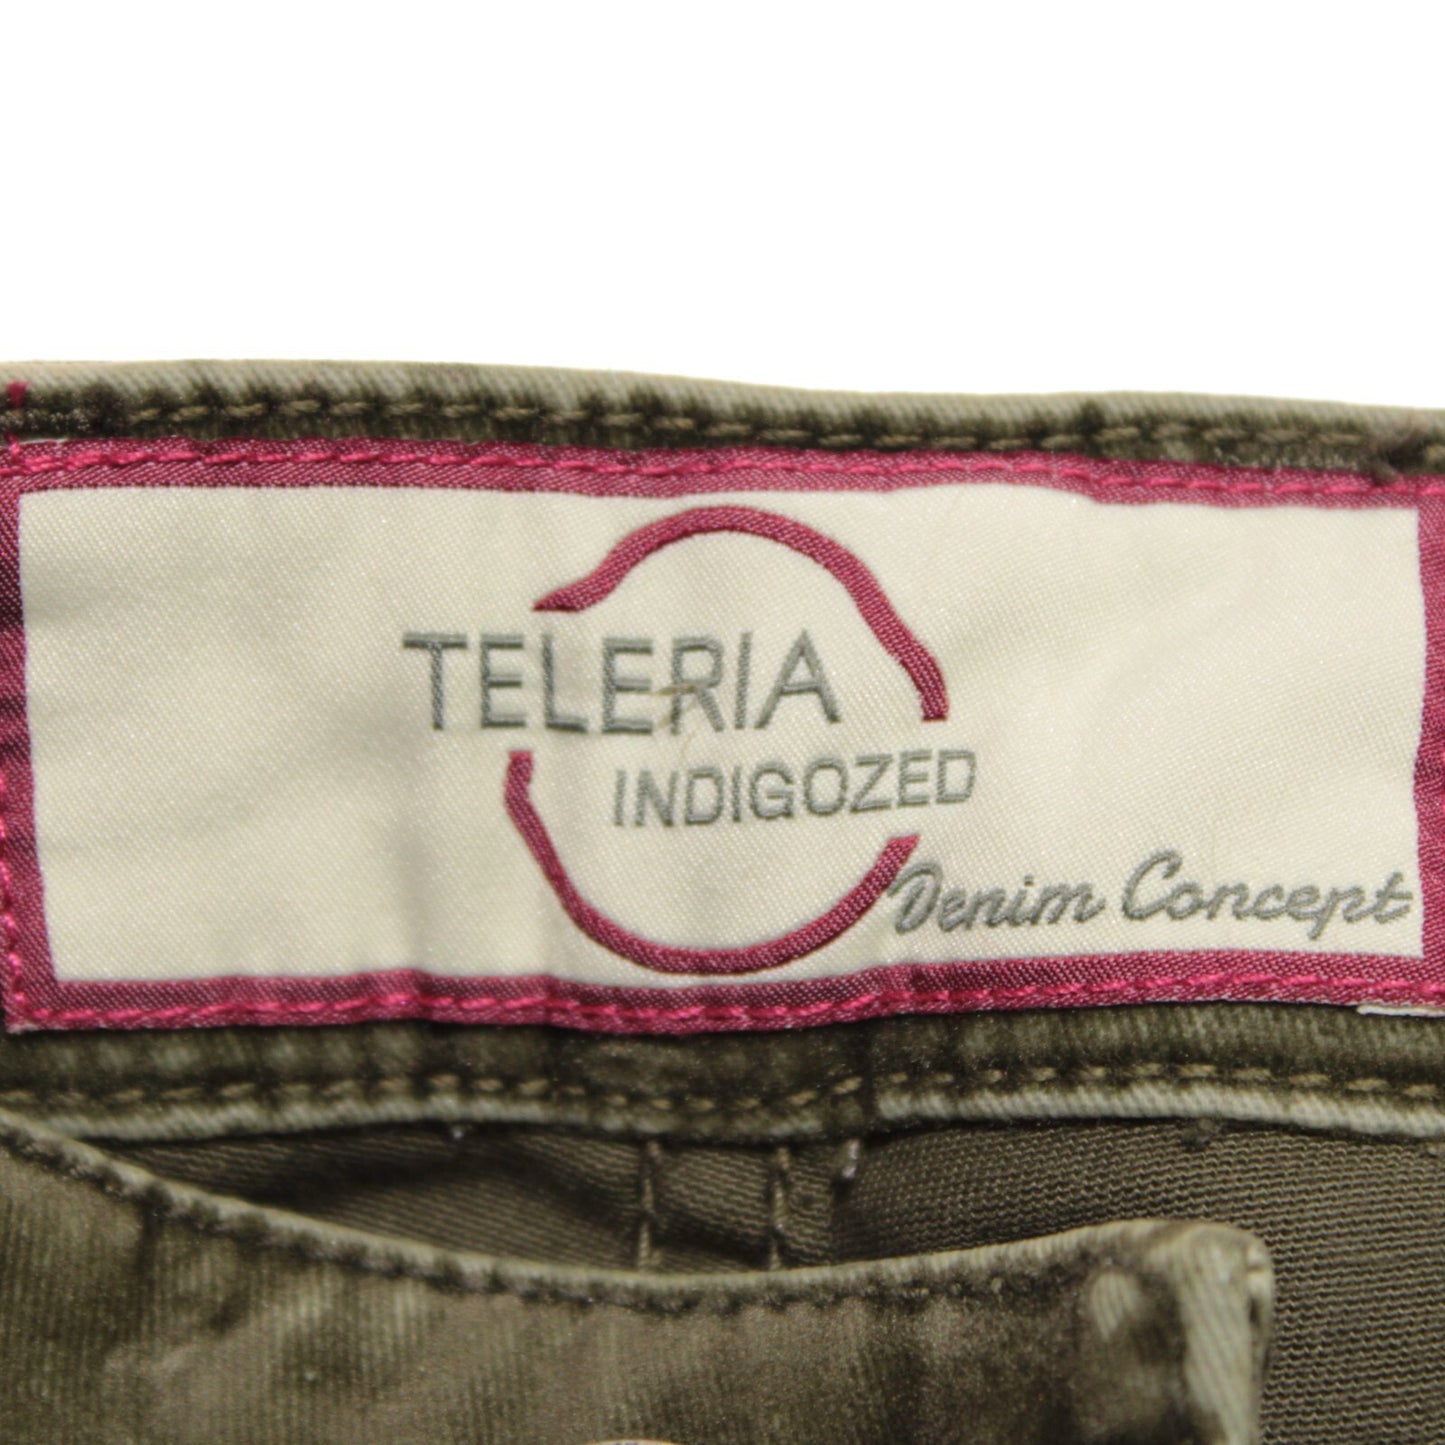 TELERIA
INDIGOZED
Denim Concept